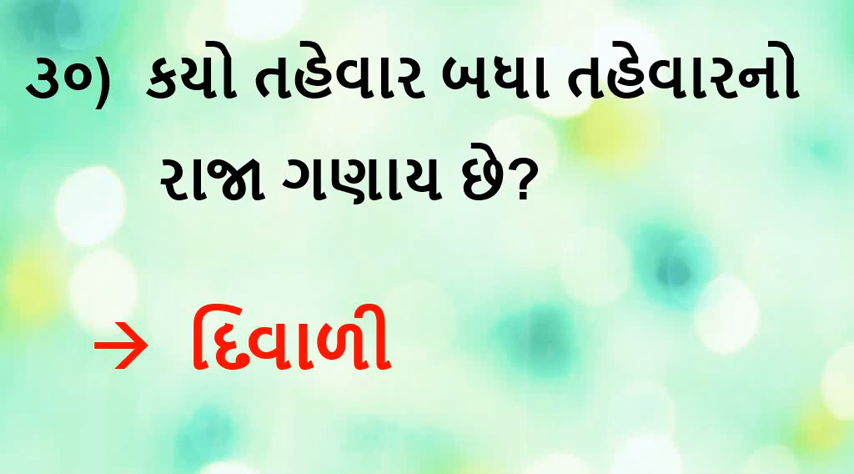 ૩૦) કયો તહેવાર બધા તહેવારનો
રાજા ગણાય છે?
→ દિવાળી